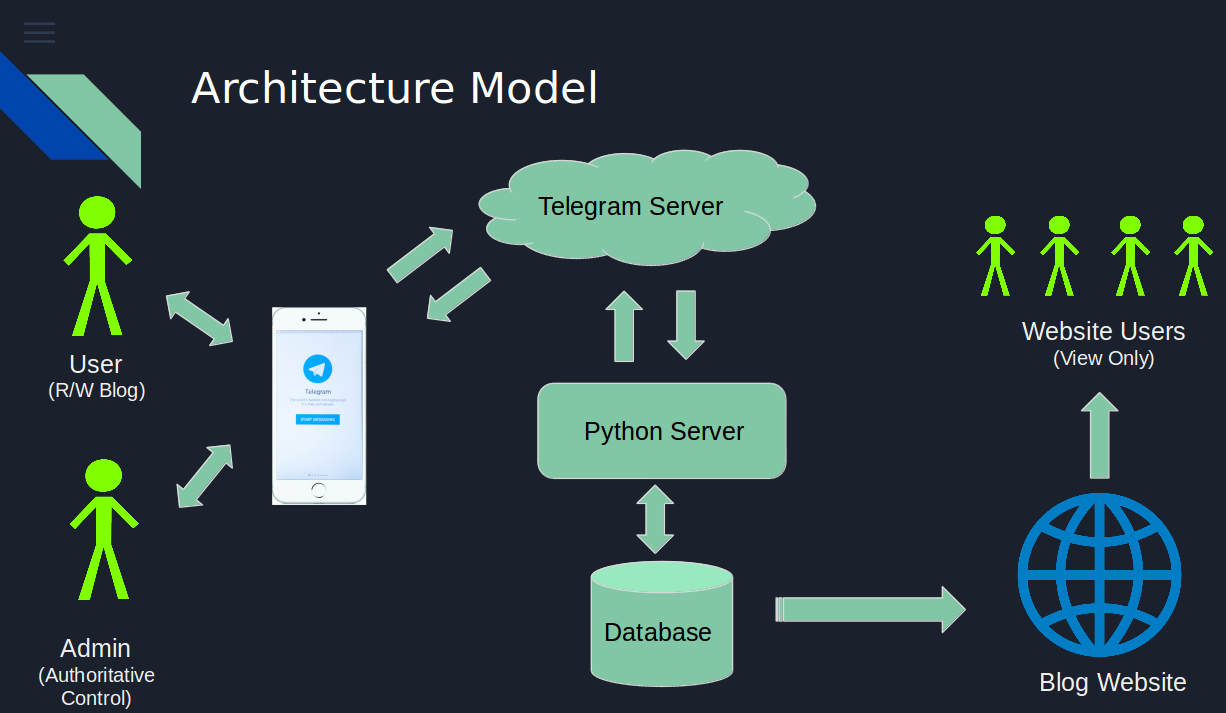 Architecture Model
Telegram Server
User
(R/W Blog)
Telegram
START MESSAGING
Website Users
(View Only)
Python Server
Admin
(Authoritative
Control)
Database
Blog Website